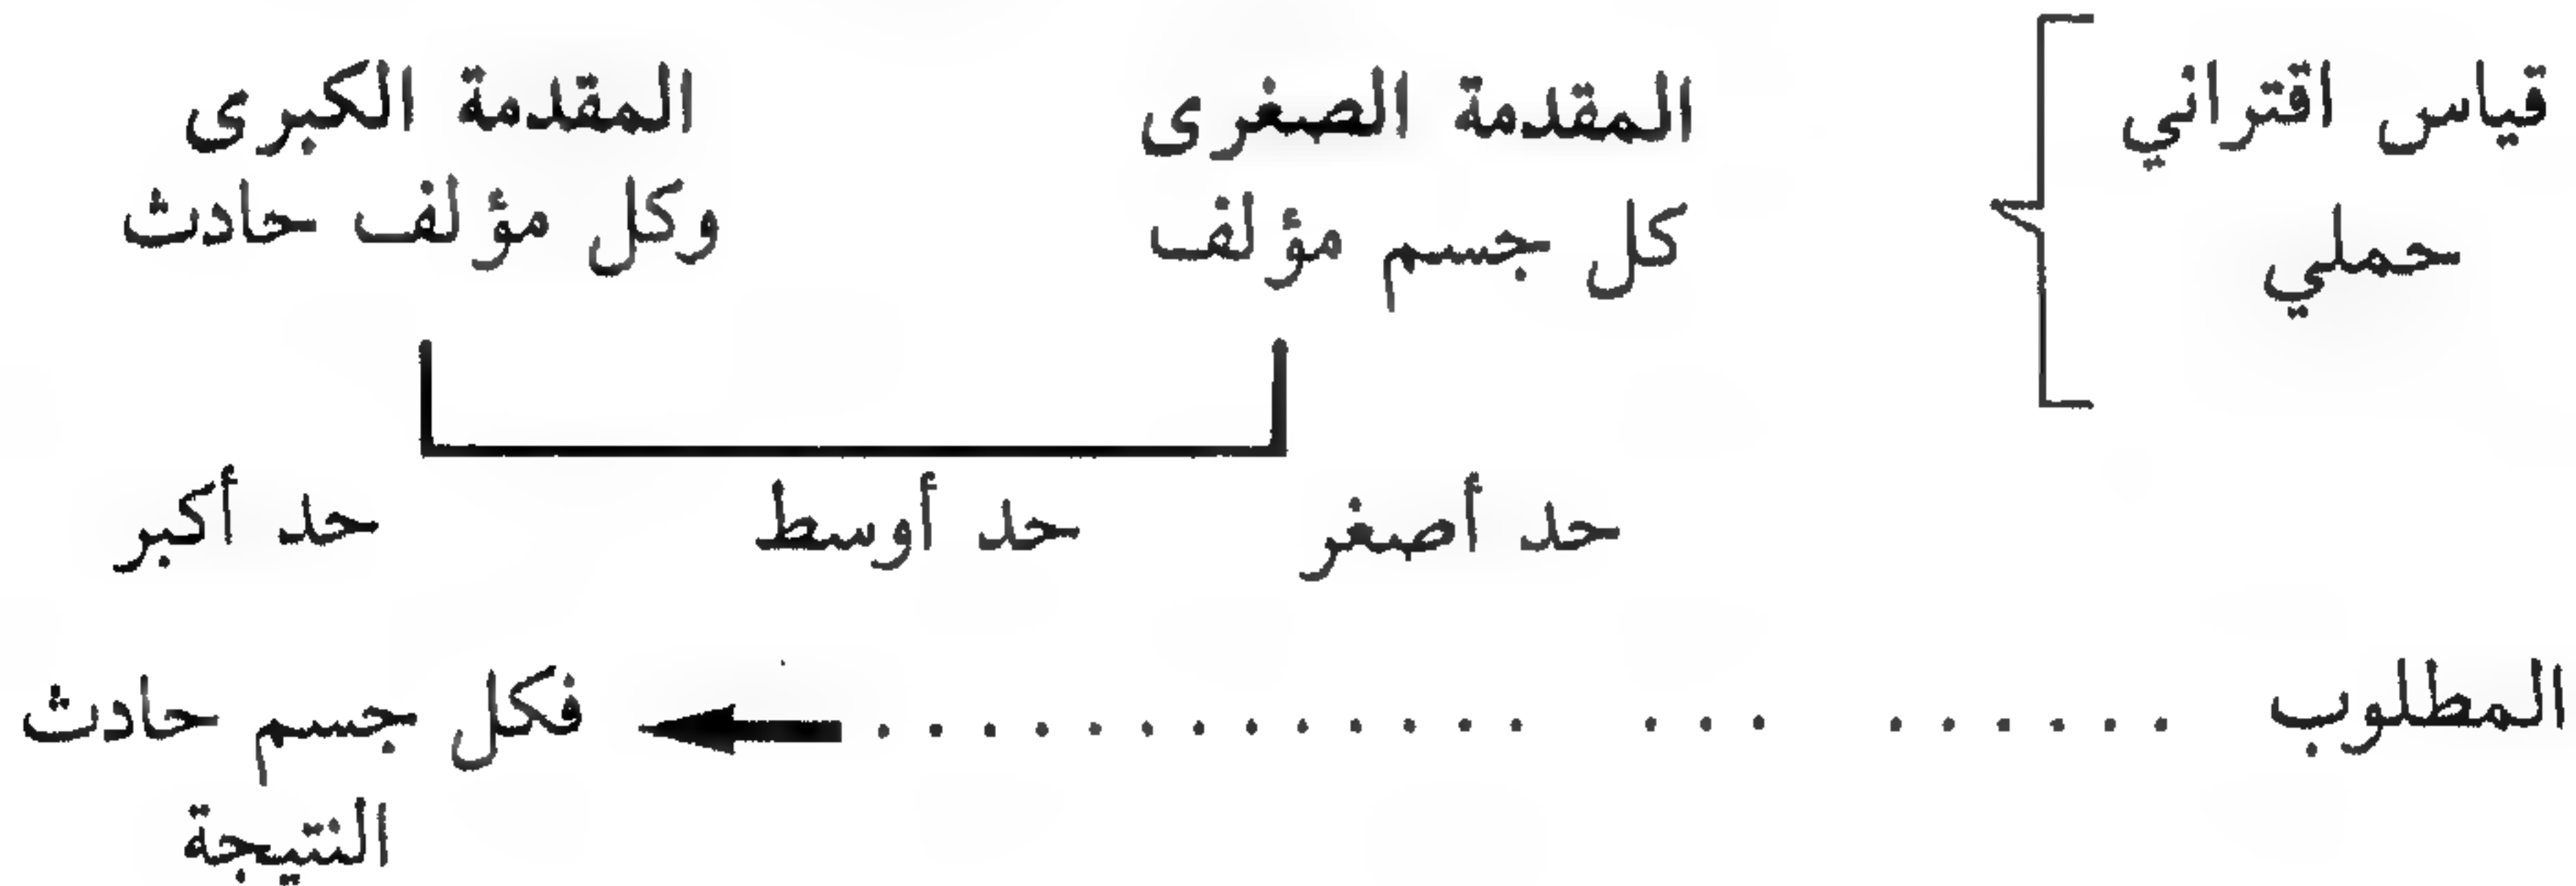 قياس اقتراني
حملي
المقدمة الصغرى
كل جسم مؤلف
المقدمة الكبرى
وكل مؤلف حادث
حد أصغر
حد أوسط
حد أكبر
المطلوب
فكل جسم حادث
النتيجة